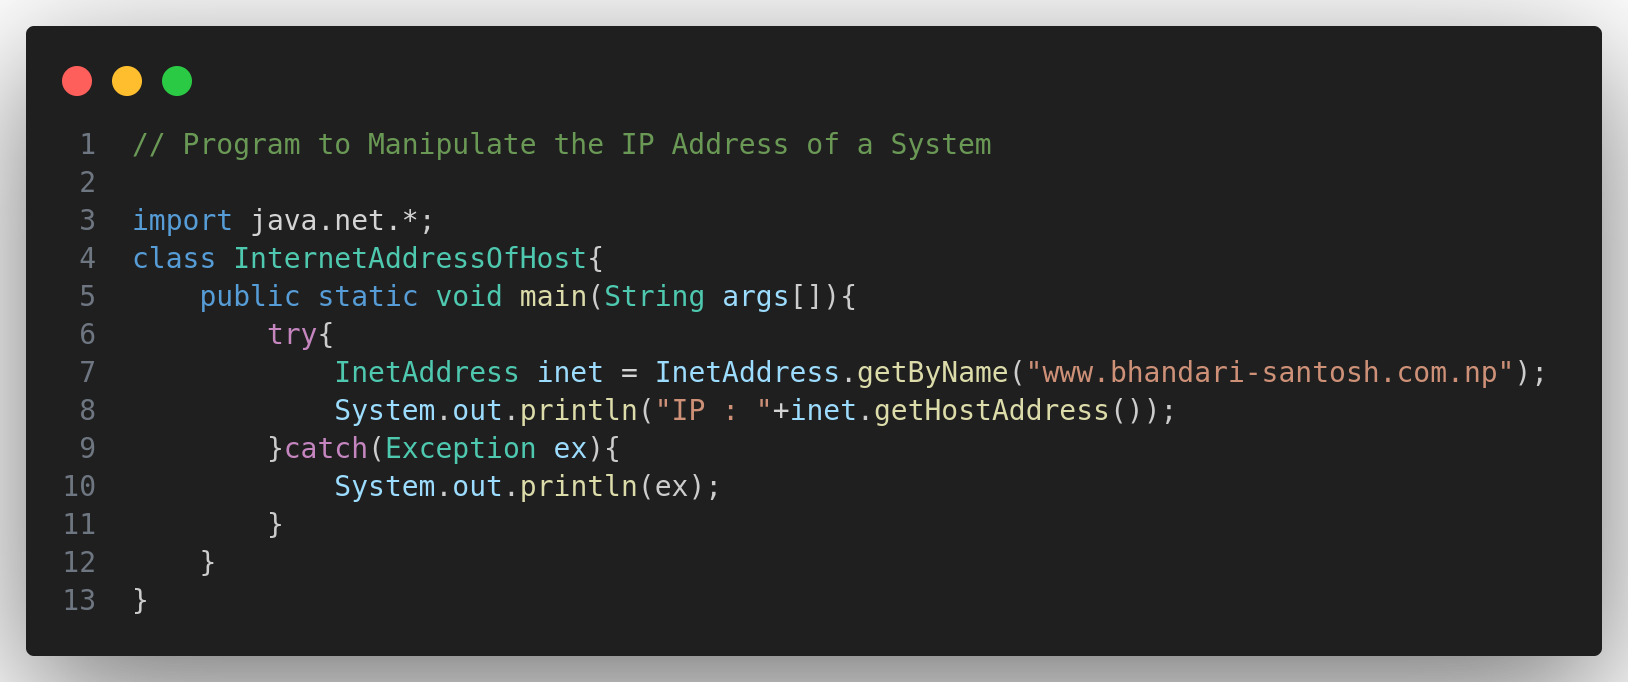 1 // Program to Manipulate the IP Address of a System
2
3 import java.net.*;
4 class InternetAddressOfHost{
5     public static void main(String args[]){
6         try{
7             InetAddress inet = InetAddress.getByName("www.bhandari-santosh.com.np");
8             System.out.println("IP : "+inet.getHostAddress());
9         }catch(Exception ex){
10             System.out.println(ex);
11         }
12     }
13 }